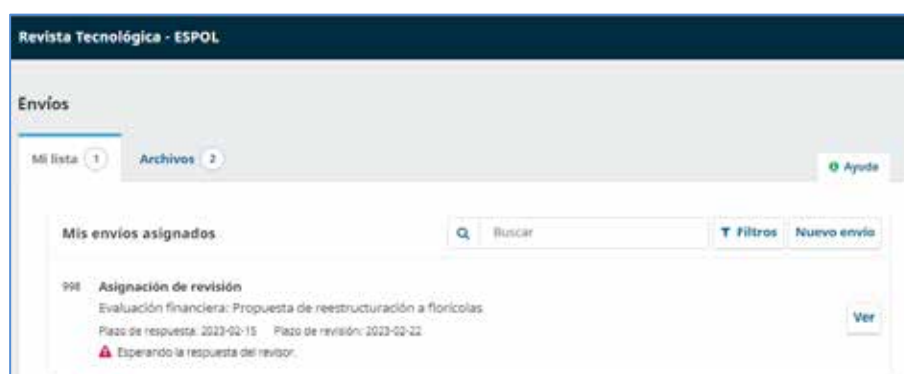 Revista Tecnológica - ESPOL
Envíos
Mi lista 1 Archivos 2
Ayuda
Mis envíos asignados Buscar Filtros Nuevo envío
998 Asignación de revisión
Evaluación financiera: Propuesta de reestructuración a florícolas
Plazo de respuesta: 2023-02-15 Plazo de revisión: 2023-02-22
Ver
Esperando la respuesta del revisor.